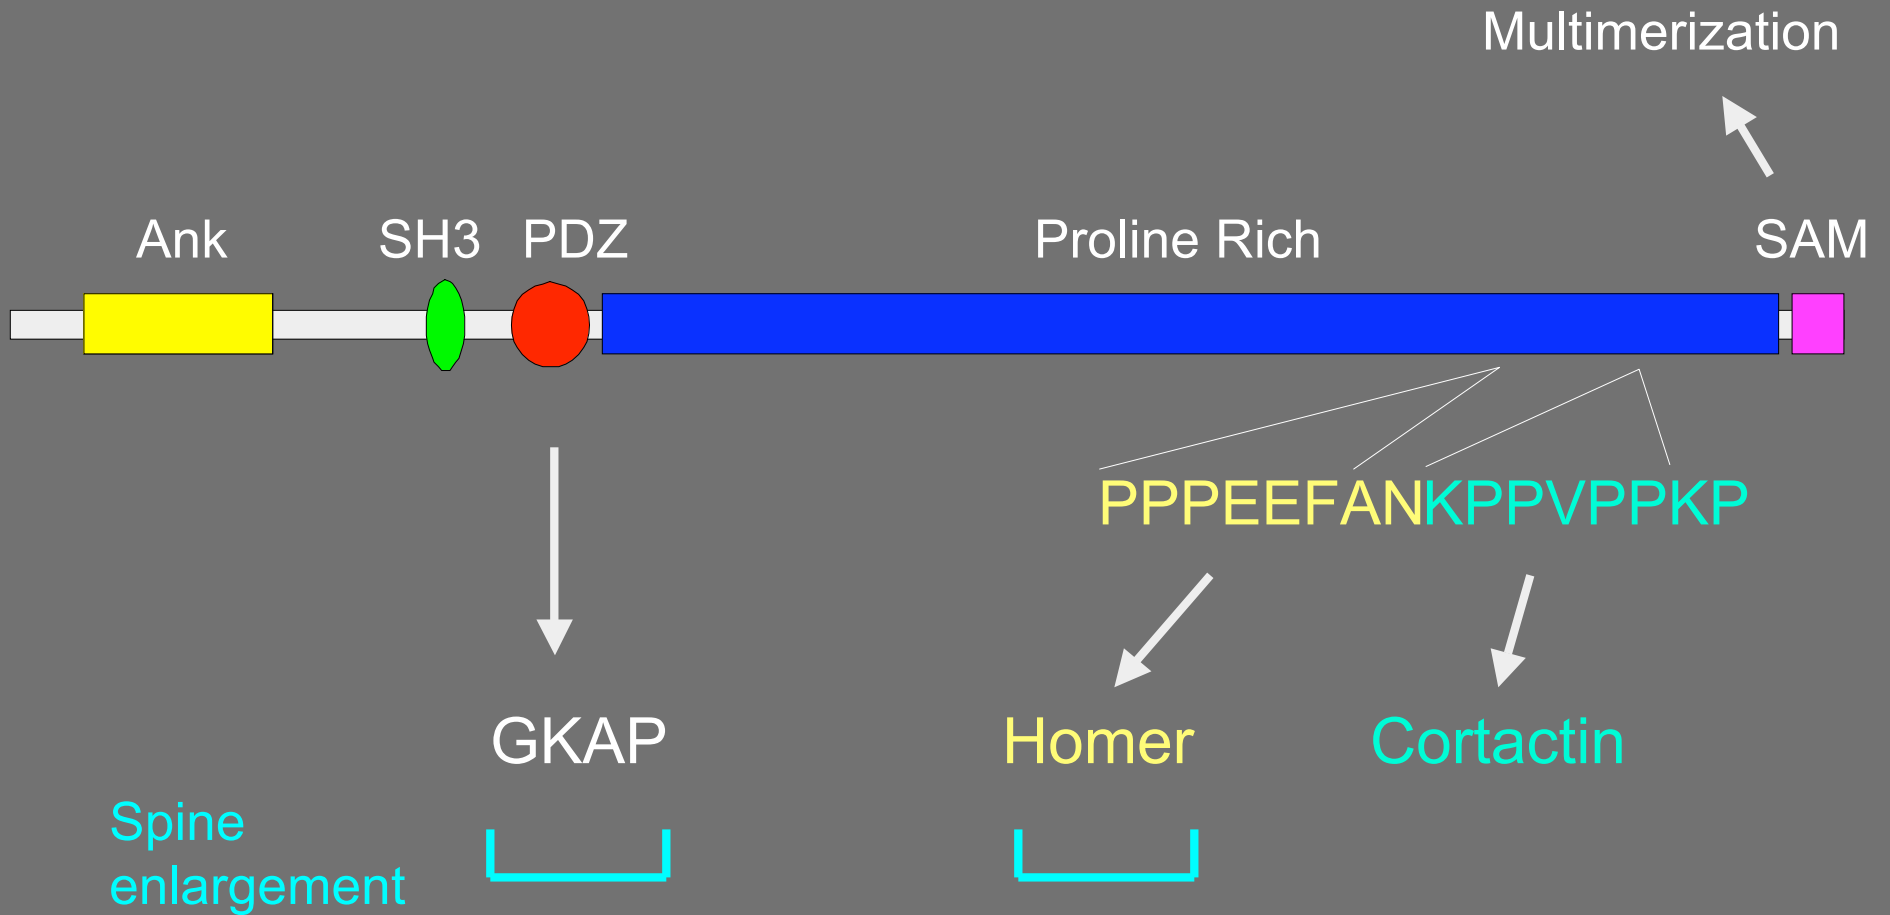 Multimerization
Ank SH3 PDZ Proline Rich SAM
PPPEEFANKPPVPPKP
GKAP Homer Cortactin
Spine
enlargement